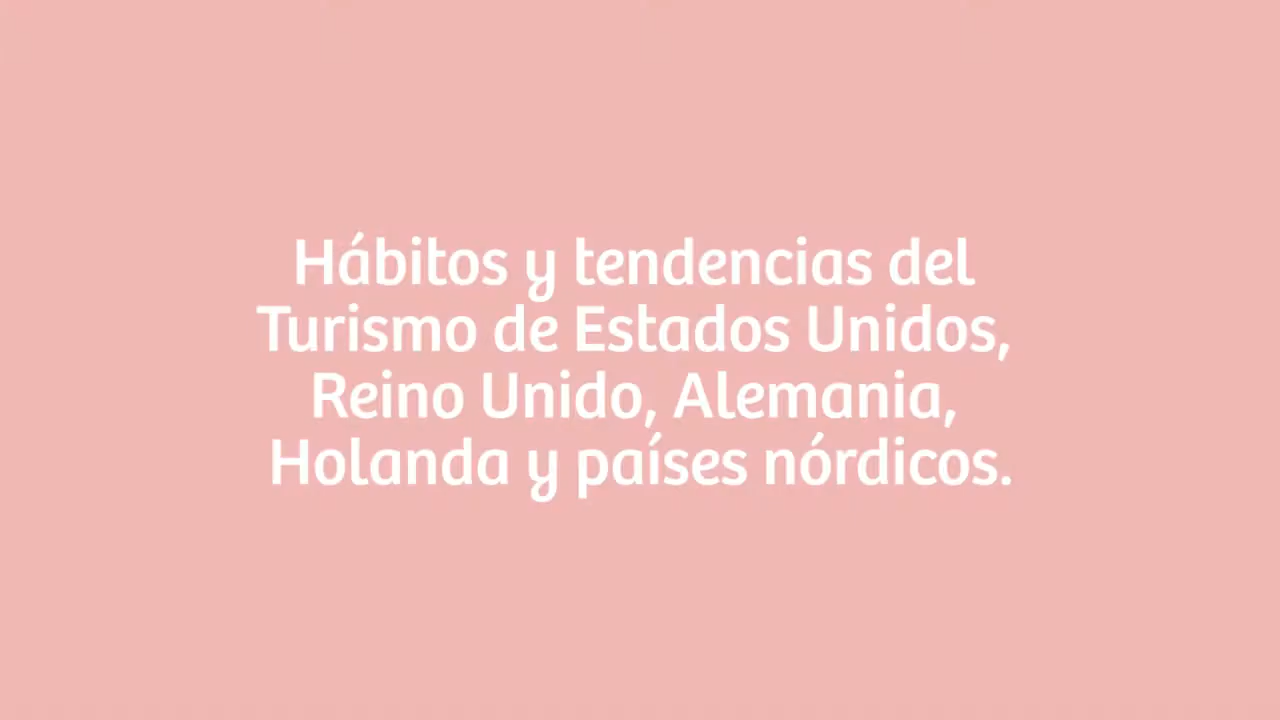 Hábitos y tendencias del
Turismo de Estados Unidos,
Reino Unido, Alemania,
Holanda y países nórdicos.